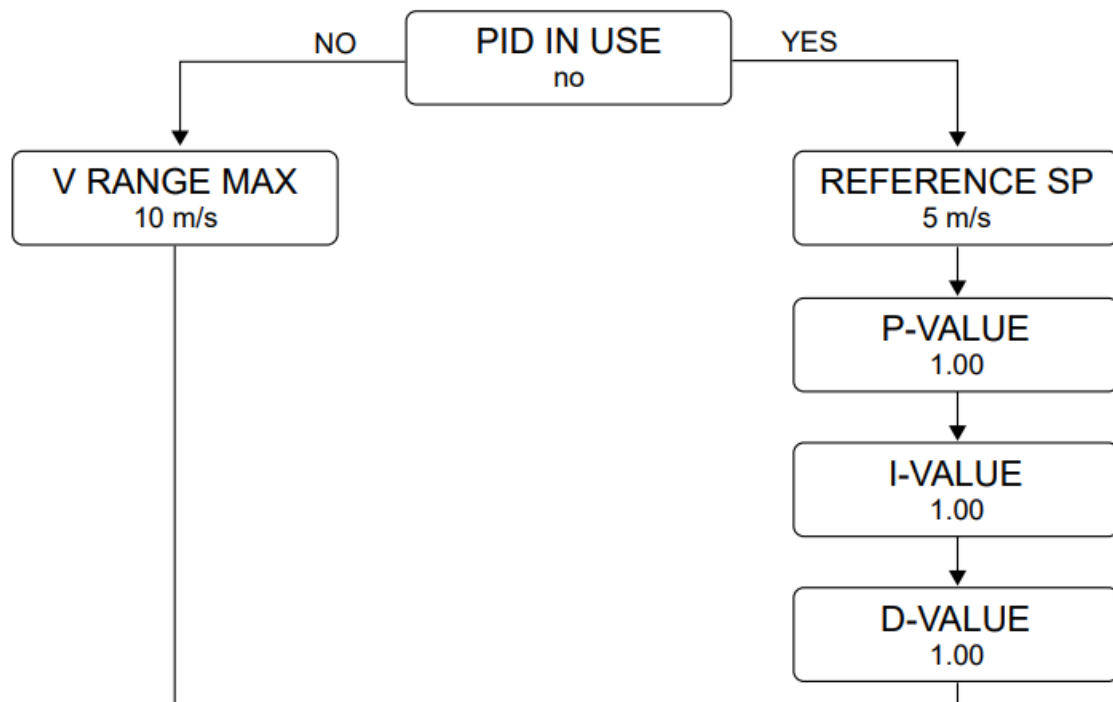 PID IN USE
no
NO
YES
V RANGE MAX
10 m/s
REFERENCE SP
5 m/s
P-VALUE
1.00
I-VALUE
1.00
D-VALUE
1.00